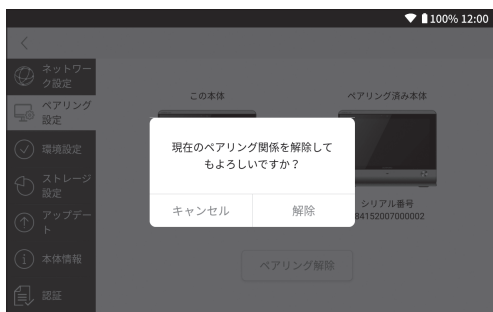 100% 12:00
ネットワー
ク設定
ペアリング
設定
環境設定
ストレージ
設定
アップデー
ト
本体情報
認証
この本体
ペアリング済み本体
現在のペアリング関係を解除して
もよろしいですか？
キャンセル
解除
シリアル番号
84152007000002
ペアリング解除